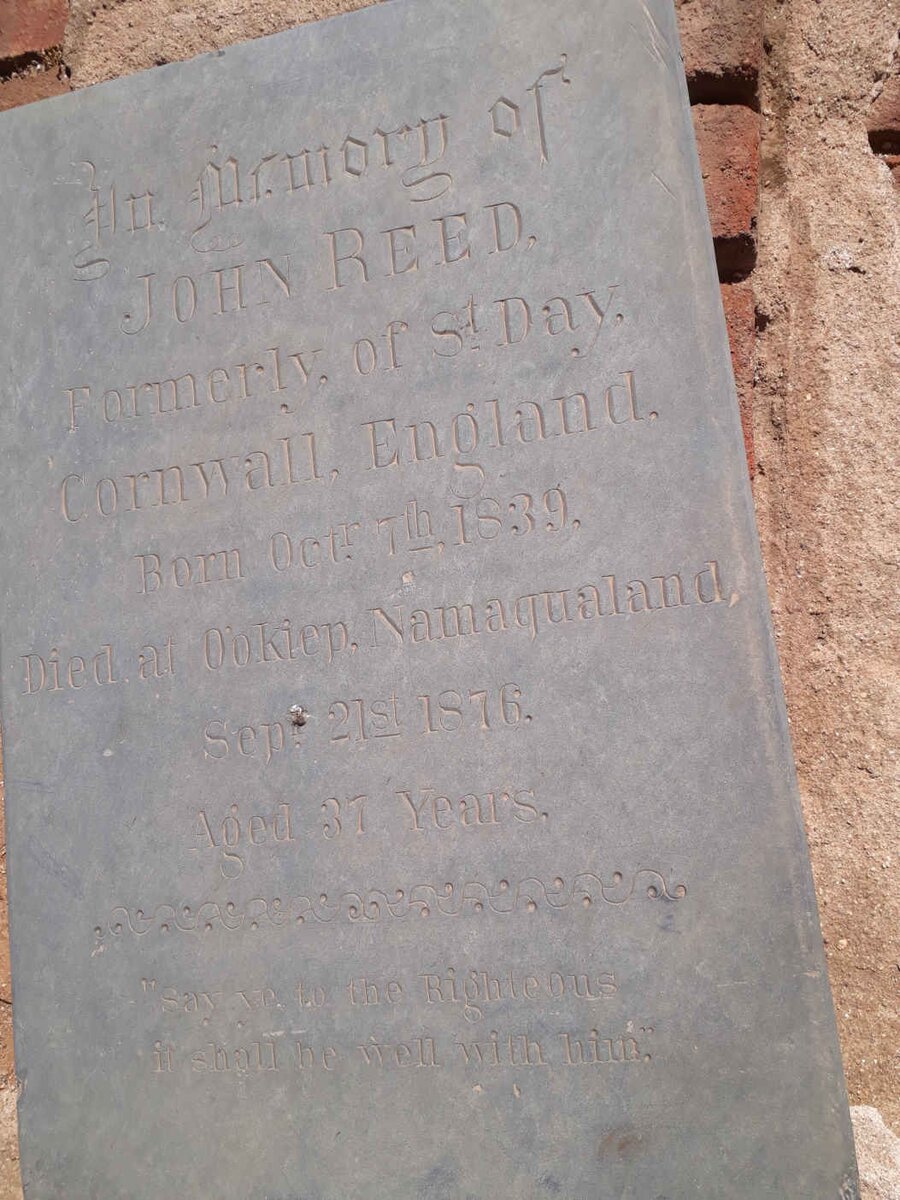 In Memory of
JOHN REED,
Formerly, of St. Day,
Cornwall, England,
Born Octr. 7th, 1839.
Died at O'okiep, Namaqualand,
Sepr. 21st 1876.
Aged 37 Years.
"Say ye, to the Righteous
it shall be well with him."